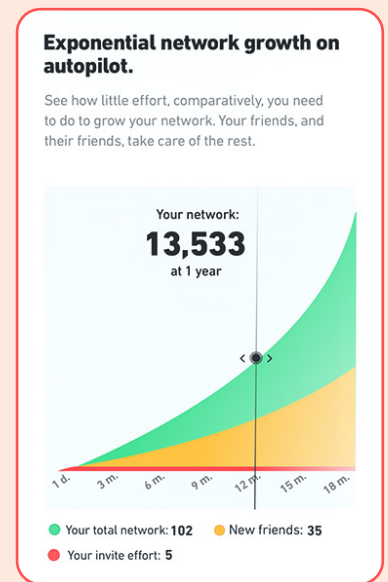 Exponential network growth on
autopilot.
See how little effort, comparatively, you need
to do to grow your network. Your friends, and
their friends, take care of the rest.
Your network:
13,533
at 1 year
1 d.
3 m.
6 m.
9 m.
12 m.
15 m.
18 m.
Your total network: 102
New friends: 35
Your invite effort: 5